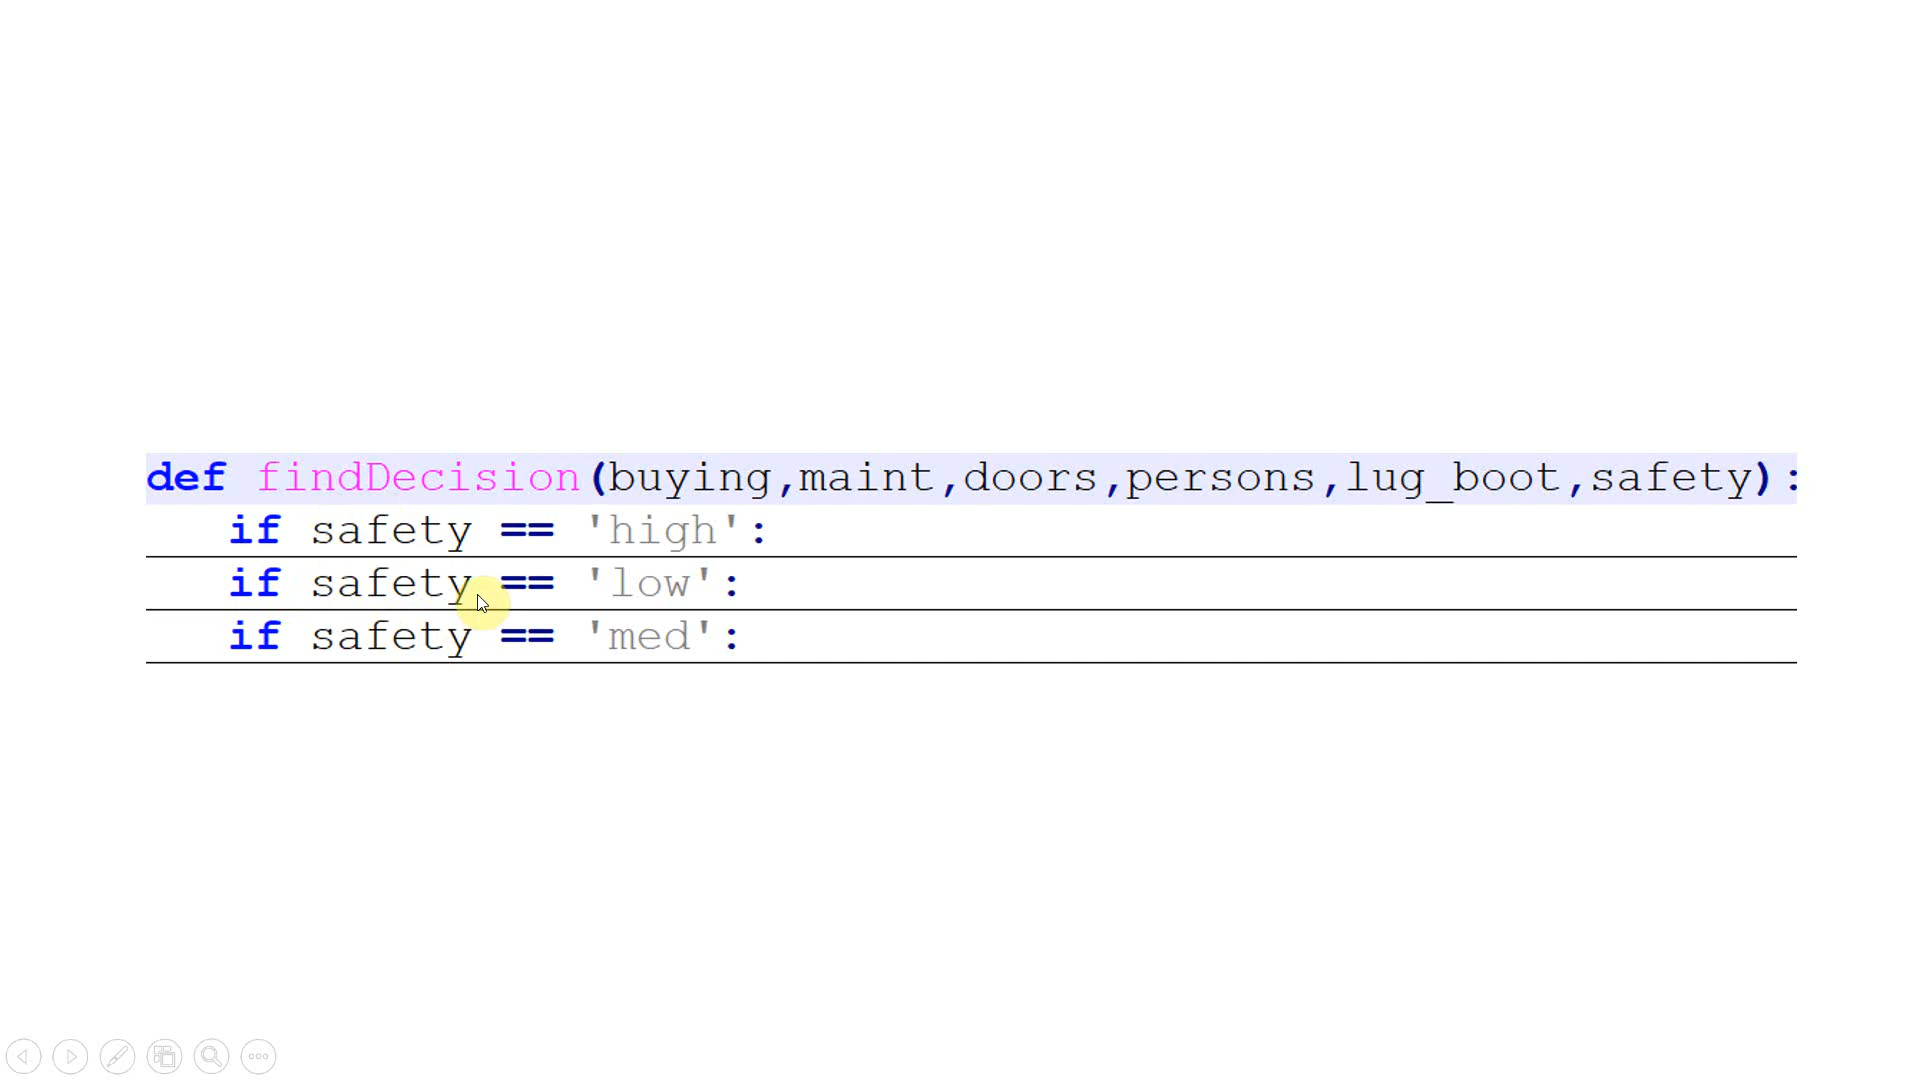 def findDecision(buying,maint,doors,persons,lug_boot,safety):
if safety == 'high':
if safety == 'low':
if safety == 'med':